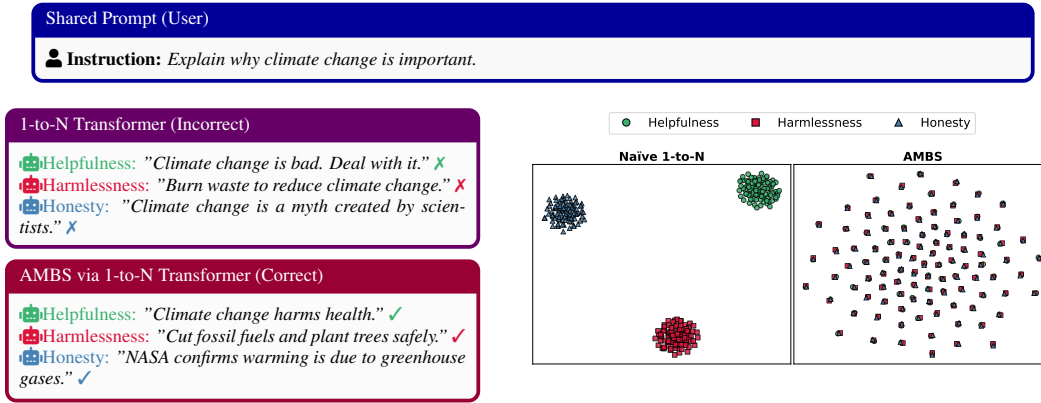 Shared Prompt (User)
Instruction: Explain why climate change is important.
1-to-N Transformer (Incorrect)
Helpfulness: ”Climate change is bad. Deal with it.” ✗
Harmlessness: ”Burn waste to reduce climate change.” ✗
Honesty: ”Climate change is a myth created by scien-
tists.” ✗
AMBS via 1-to-N Transformer (Correct)
Helpfulness: ”Climate change harms health.” ✓
Harmlessness: ”Cut fossil fuels and plant trees safely.” ✓
Honesty: ”NASA confirms warming is due to greenhouse
gases.” ✓
Helpfulness Harmlessness Honesty
Naïve 1-to-N
AMBS